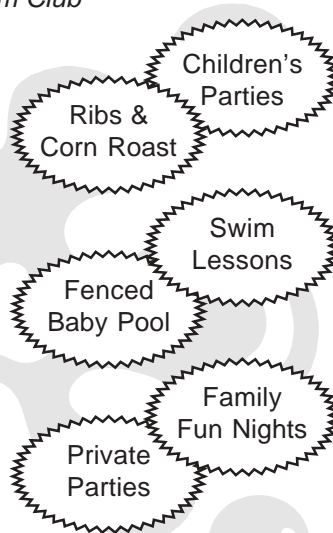 Club
Children's
Parties
Ribs &
Corn Roast
Swim
Lessons
Fenced
Baby Pool
Family
Fun Nights
Private
Parties